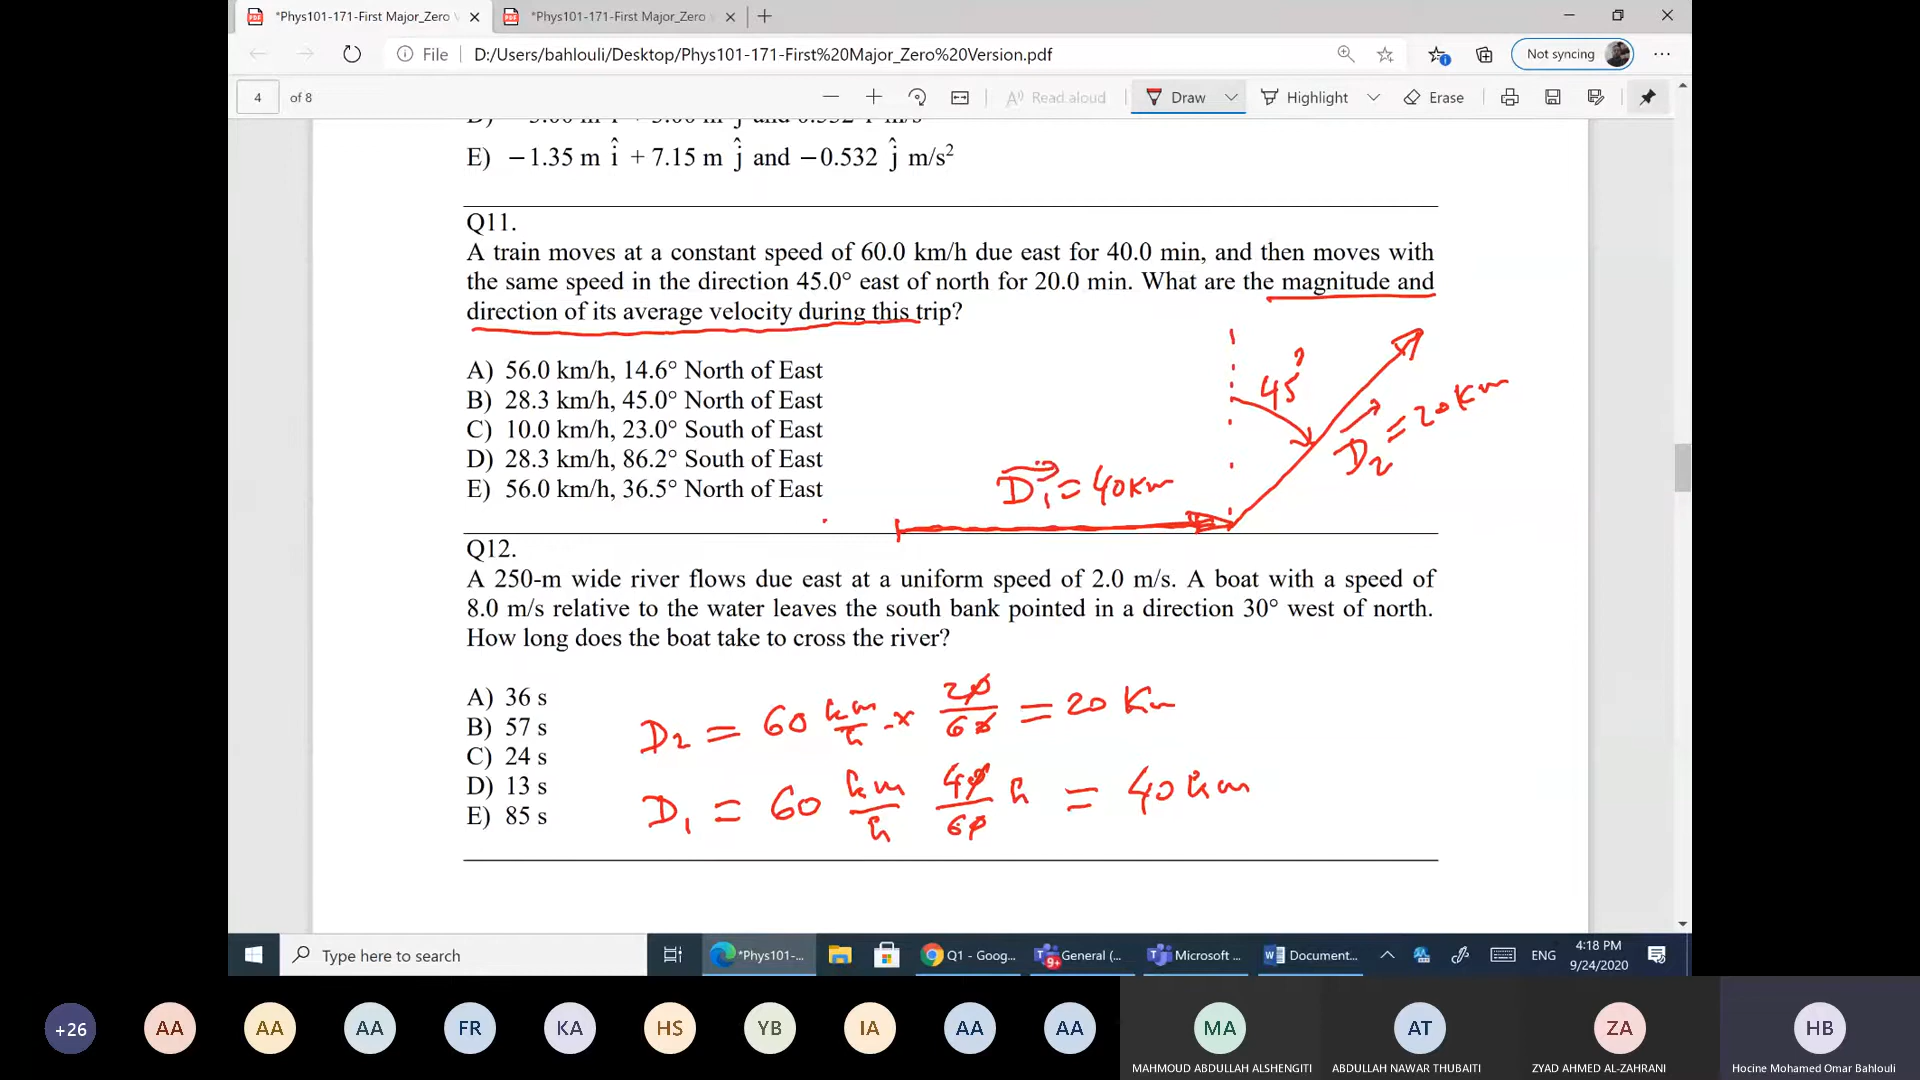 *Phys101-171-First Major_Zero V
*Phys101-171-First Major_Zero
File D:/Users/bahlouli/Desktop/Phys101-171-First%20Major_Zero%20Version.pdf
Not syncing
4 of 8
Read aloud
Draw
Highlight
Erase
E) −1.35 m î + 7.15 m ĵ and −0.532 ĵ m/s²
Q11.
A train moves at a constant speed of 60.0 km/h due east for 40.0 min, and then moves with
the same speed in the direction 45.0° east of north for 20.0 min. What are the magnitude and
direction of its average velocity during this trip?
A) 56.0 km/h, 14.6° North of East
B) 28.3 km/h, 45.0° North of East
C) 10.0 km/h, 23.0° South of East
D) 28.3 km/h, 86.2° South of East
E) 56.0 km/h, 36.5° North of East
45°
D₂ = 20 Km
D₁ = 40 Km
Q12.
A 250-m wide river flows due east at a uniform speed of 2.0 m/s. A boat with a speed of
8.0 m/s relative to the water leaves the south bank pointed in a direction 30° west of north.
How long does the boat take to cross the river?
A) 36 s
B) 57 s
C) 24 s
D) 13 s
E) 85 s
D₂ = 60 km/h × 20/60 = 20 Km
D₁ = 60 km/h 40/60 h = 40 km
Type here to search
*Phys101-...
Q1 - Goog...
9+
General (...
Microsoft ...
Document...
ENG
4:18 PM
9/24/2020
+26
AA
AA
AA
FR
KA
HS
YB
IA
AA
AA
MA
AT
ZA
HB
MAHMOUD ABDULLAH ALSHENGITI
ABDULLAH NAWAR THUBAITI
ZYAD AHMED AL-ZAHRANI
Hocine Mohamed Omar Bahlouli